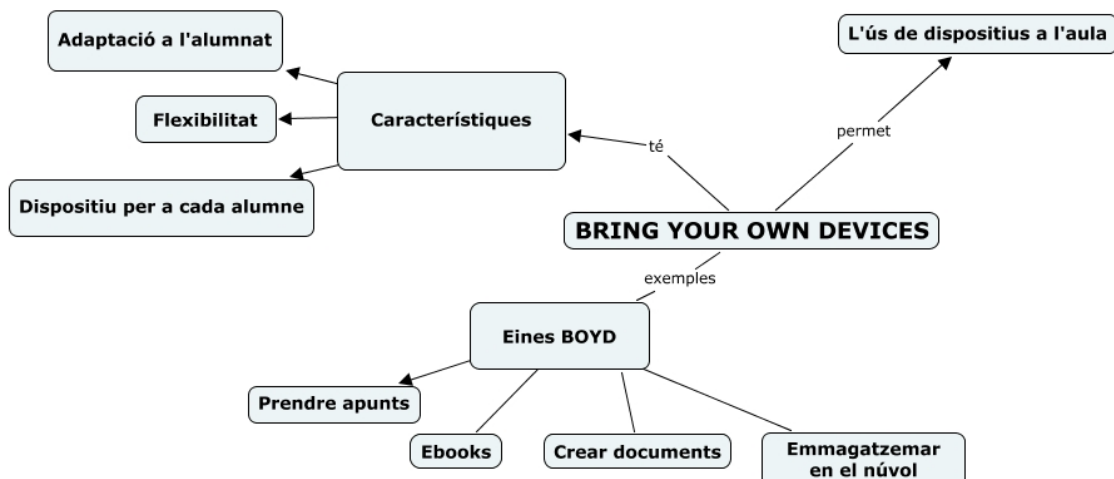 Adaptació a l'alumnat
L'ús de dispositius a l'aula
Flexibilitat
Característiques
permet
té
Dispositiu per a cada alumne
BRING YOUR OWN DEVICES
exemples
Eines BOYD
Prendre apunts
Ebooks
Crear documents
Emmagatzemar
en el núvol